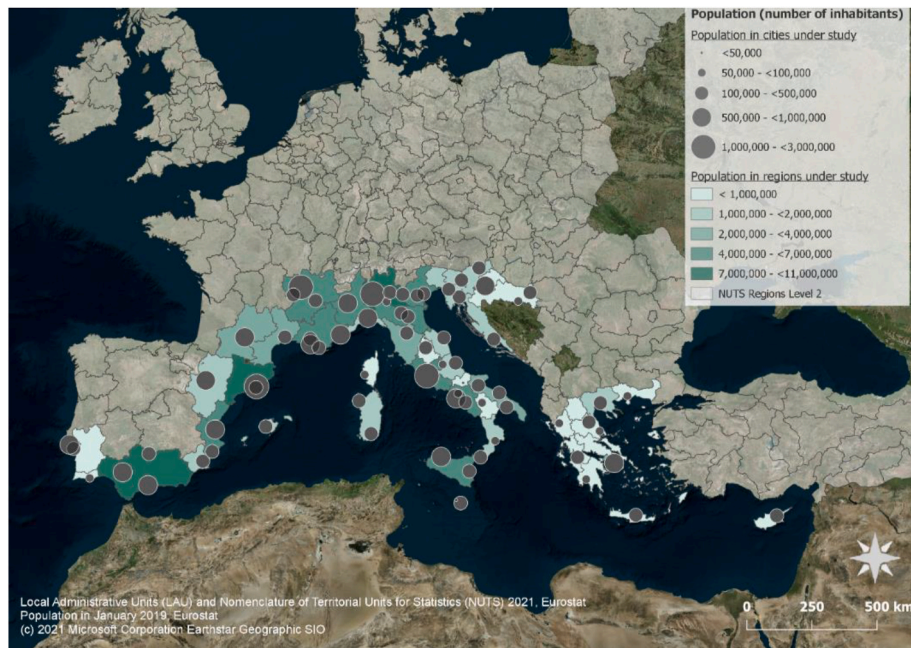 Population (number of inhabitants)
Population in cities under study
<50,000
50,000 - <100,000
100,000 - <500,000
500,000 - <1,000,000
1,000,000 - <3,000,000
Population in regions under study
< 1,000,000
1,000,000 - <2,000,000
2,000,000 - <4,000,000
4,000,000 - <7,000,000
7,000,000 - <11,000,000
NUTS Regions Level 2
Local Administrative Units (LAU) and Nomenclature of Territorial Units for Statistics (NUTS) 2021, Eurostat
Population in January 2019, Eurostat
(c) 2021 Microsoft Corporation Earthstar Geographic SIO
0 250 500 km